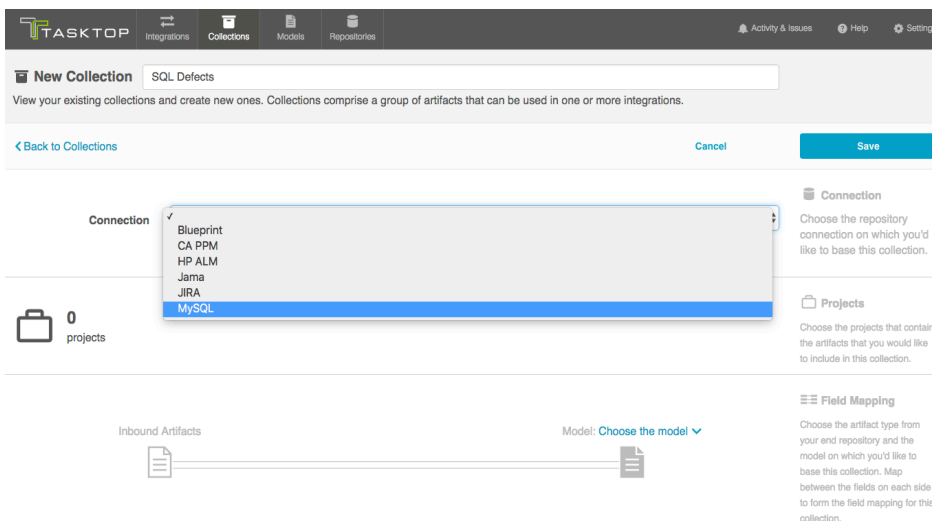 TASKTOP
Integrations
Collections
Models
Repositories
Activity & Issues
Help
Setting
New Collection
SQL Defects
View your existing collections and create new ones. Collections comprise a group of artifacts that can be used in one or more integrations.
Back to Collections
Cancel
Save
Connection
Blueprint
CA PPM
HP ALM
Jama
JIRA
MySQL
Connection
Choose the repository
connection on which you'd
like to base this collection.
0
projects
Projects
Choose the projects that contain
the artifacts that you would like
to include in this collection.
Inbound Artifacts
Model: Choose the model
Field Mapping
Choose the artifact type from
your end repository and the
model on which you'd like to
base this collection. Map
between the fields on each side
to form the field mapping for this
collection.